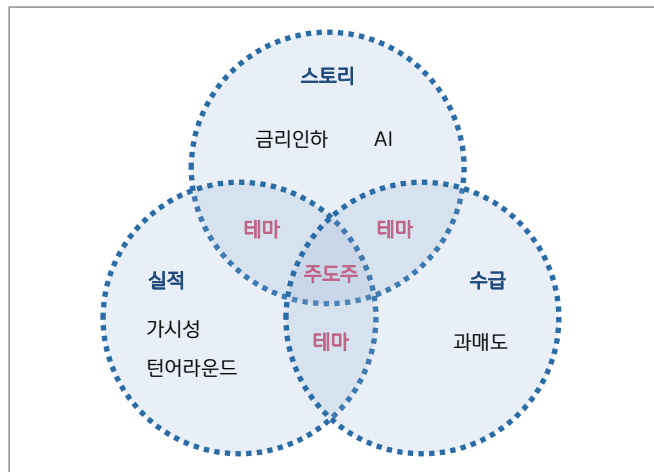 스토리
금리인하 AI
테마 테마
주도주
실적 수급
가시성
테마 과매도
턴어라운드